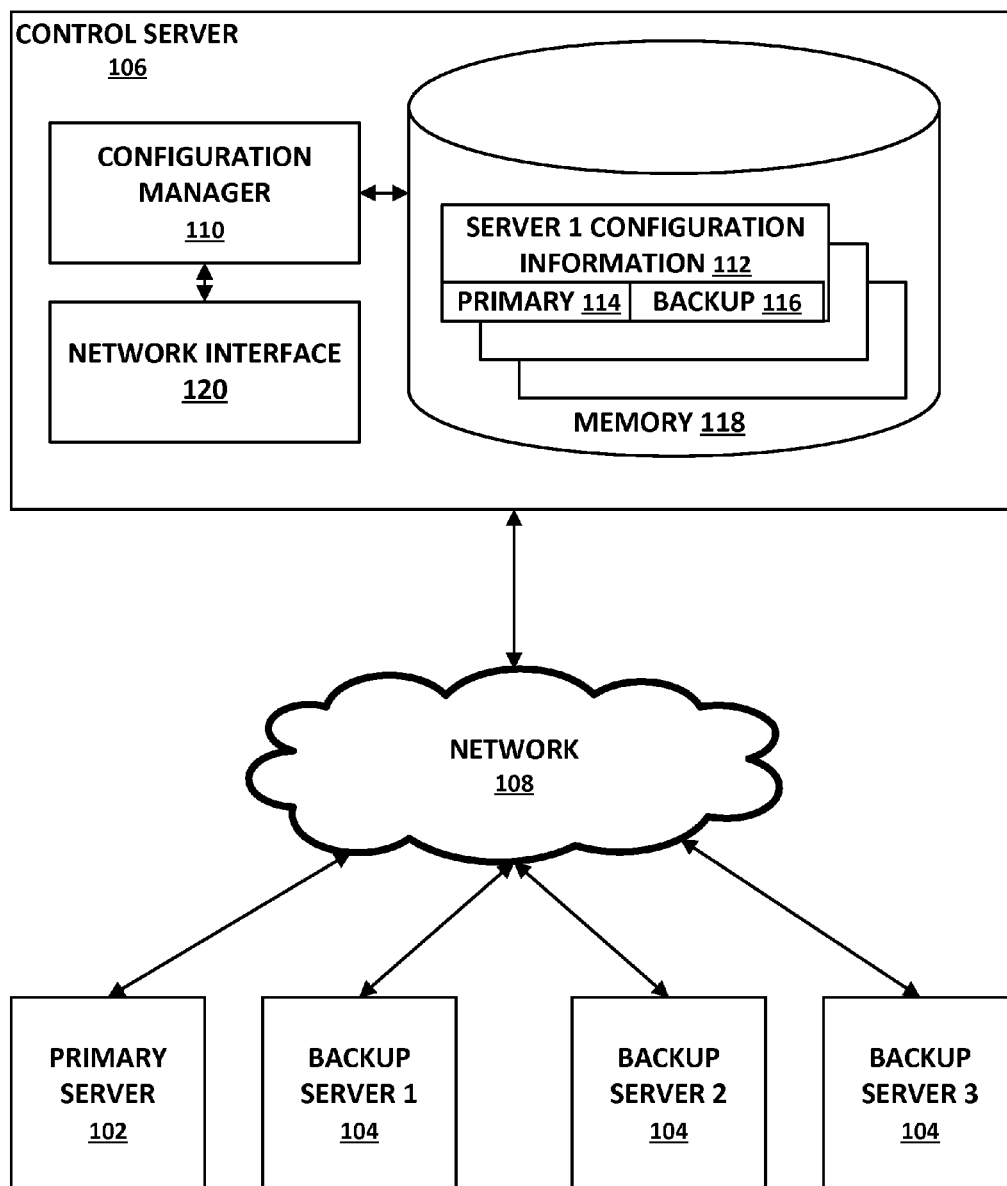 CONTROL SERVER
106
CONFIGURATION
MANAGER
110
NETWORK INTERFACE
120
SERVER 1 CONFIGURATION
INFORMATION 112
PRIMARY 114 BACKUP 116
MEMORY 118
NETWORK
108
PRIMARY
SERVER
102
BACKUP
SERVER 1
104
BACKUP
SERVER 2
104
BACKUP
SERVER 3
104